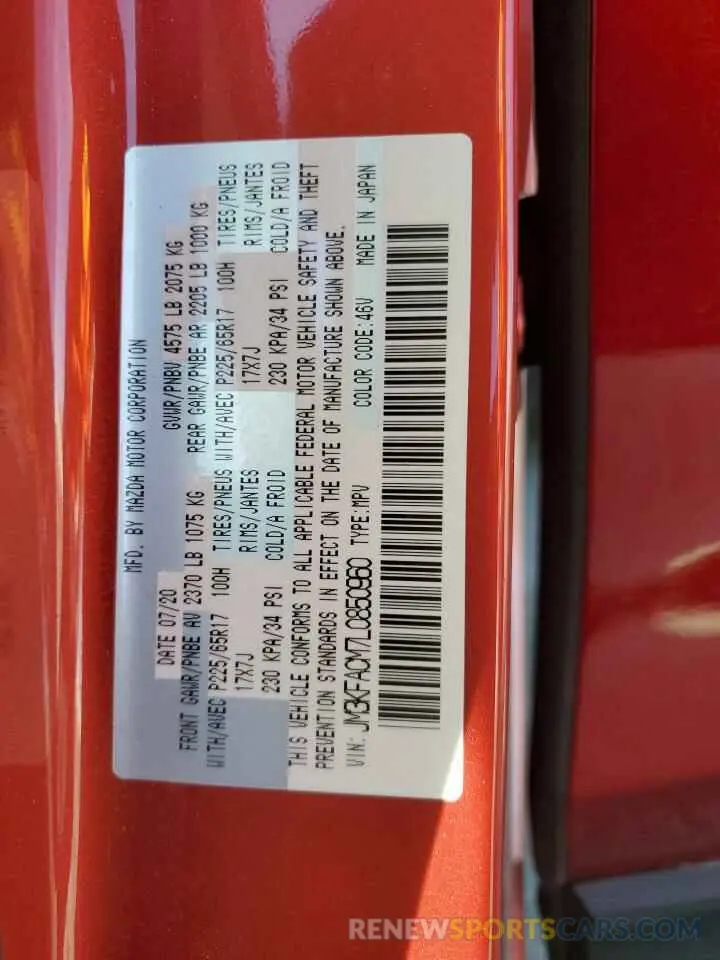 MFD. BY MAZDA MOTOR CORPORATION
DATE 07/20 GVWR/PNBV 4575 LB 2075 KG
FRONT GAWR/PNBE AV 2370 LB 1075 KG REAR GAWR/PNBE AR 2205 LB 1000 KG
WITH/AVEC P225/65R17 100H TIRES/PNEUS WITH/AVEC P225/65R17 100H TIRES/PNEUS
17X7J RIMS/JANTES 17X7J RIMS/JANTES
230 KPA/34 PSI COLD/A FROID 230 KPA/34 PSI COLD/A FROID
THIS VEHICLE CONFORMS TO ALL APPLICABLE FEDERAL MOTOR VEHICLE SAFETY AND THEFT
PREVENTION STANDARDS IN EFFECT ON THE DATE OF MANUFACTURE SHOWN ABOVE.
VIN: JM3KFACM7L0850960 TYPE:MPV COLOR CODE:46V MADE IN JAPAN
RENEWSPORTSCARS.COM